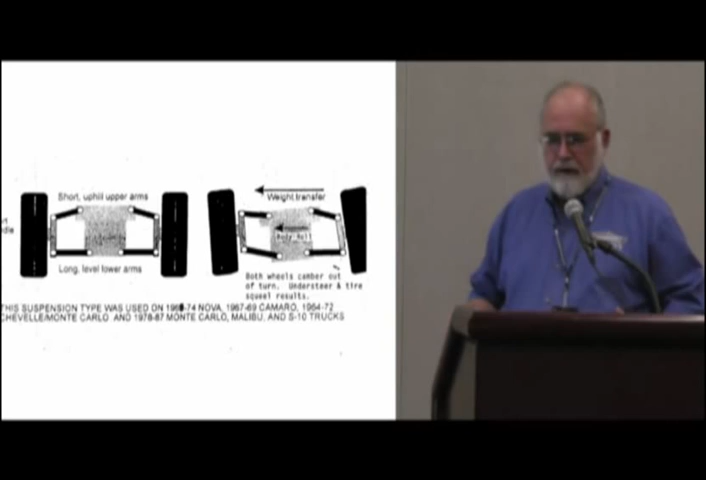 Short, uphill upper arms
Weight transfer
Body Roll
Long, level lower arms
Both wheels camber out
of turn. Understeer & tire
squeel results.
THIS SUSPENSION TYPE WAS USED ON 1968-74 NOVA, 1967-69 CAMARO, 1964-72
CHEVELLE/MONTE CARLO AND 1978-87 MONTE CARLO, MALIBU, AND S-10 TRUCKS